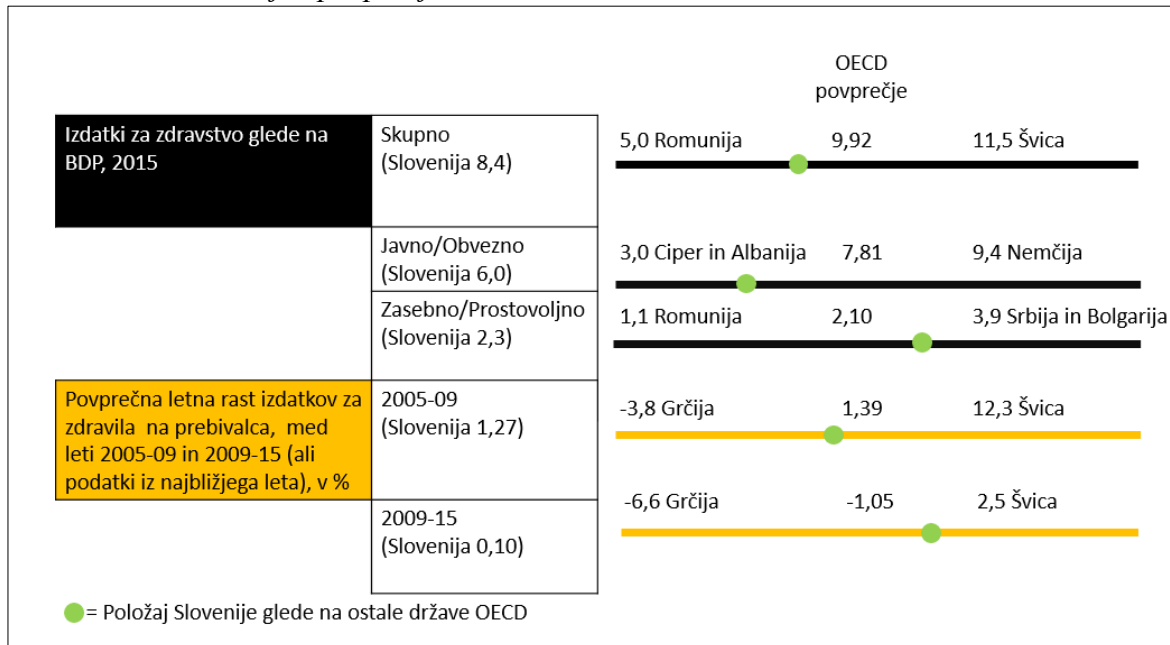 OECD
povprečje
Izdatki za zdravstvo glede na
BDP, 2015
Skupno
(Slovenija 8,4)
5,0 Romunija 9,92 11,5 Švica
Javno/Obvezno
(Slovenija 6,0)
3,0 Ciper in Albanija 7,81 9,4 Nemčija
Zasebno/Prostovoljno
(Slovenija 2,3)
1,1 Romunija 2,10 3,9 Srbija in Bolgarija
Povprečna letna rast izdatkov za
zdravila na prebivalca, med
leti 2005-09 in 2009-15 (ali
podatki iz najbližjega leta), v %
2005-09
(Slovenija 1,27)
-3,8 Grčija 1,39 12,3 Švica
2009-15
(Slovenija 0,10)
-6,6 Grčija -1,05 2,5 Švica
= Položaj Slovenije glede na ostale države OECD